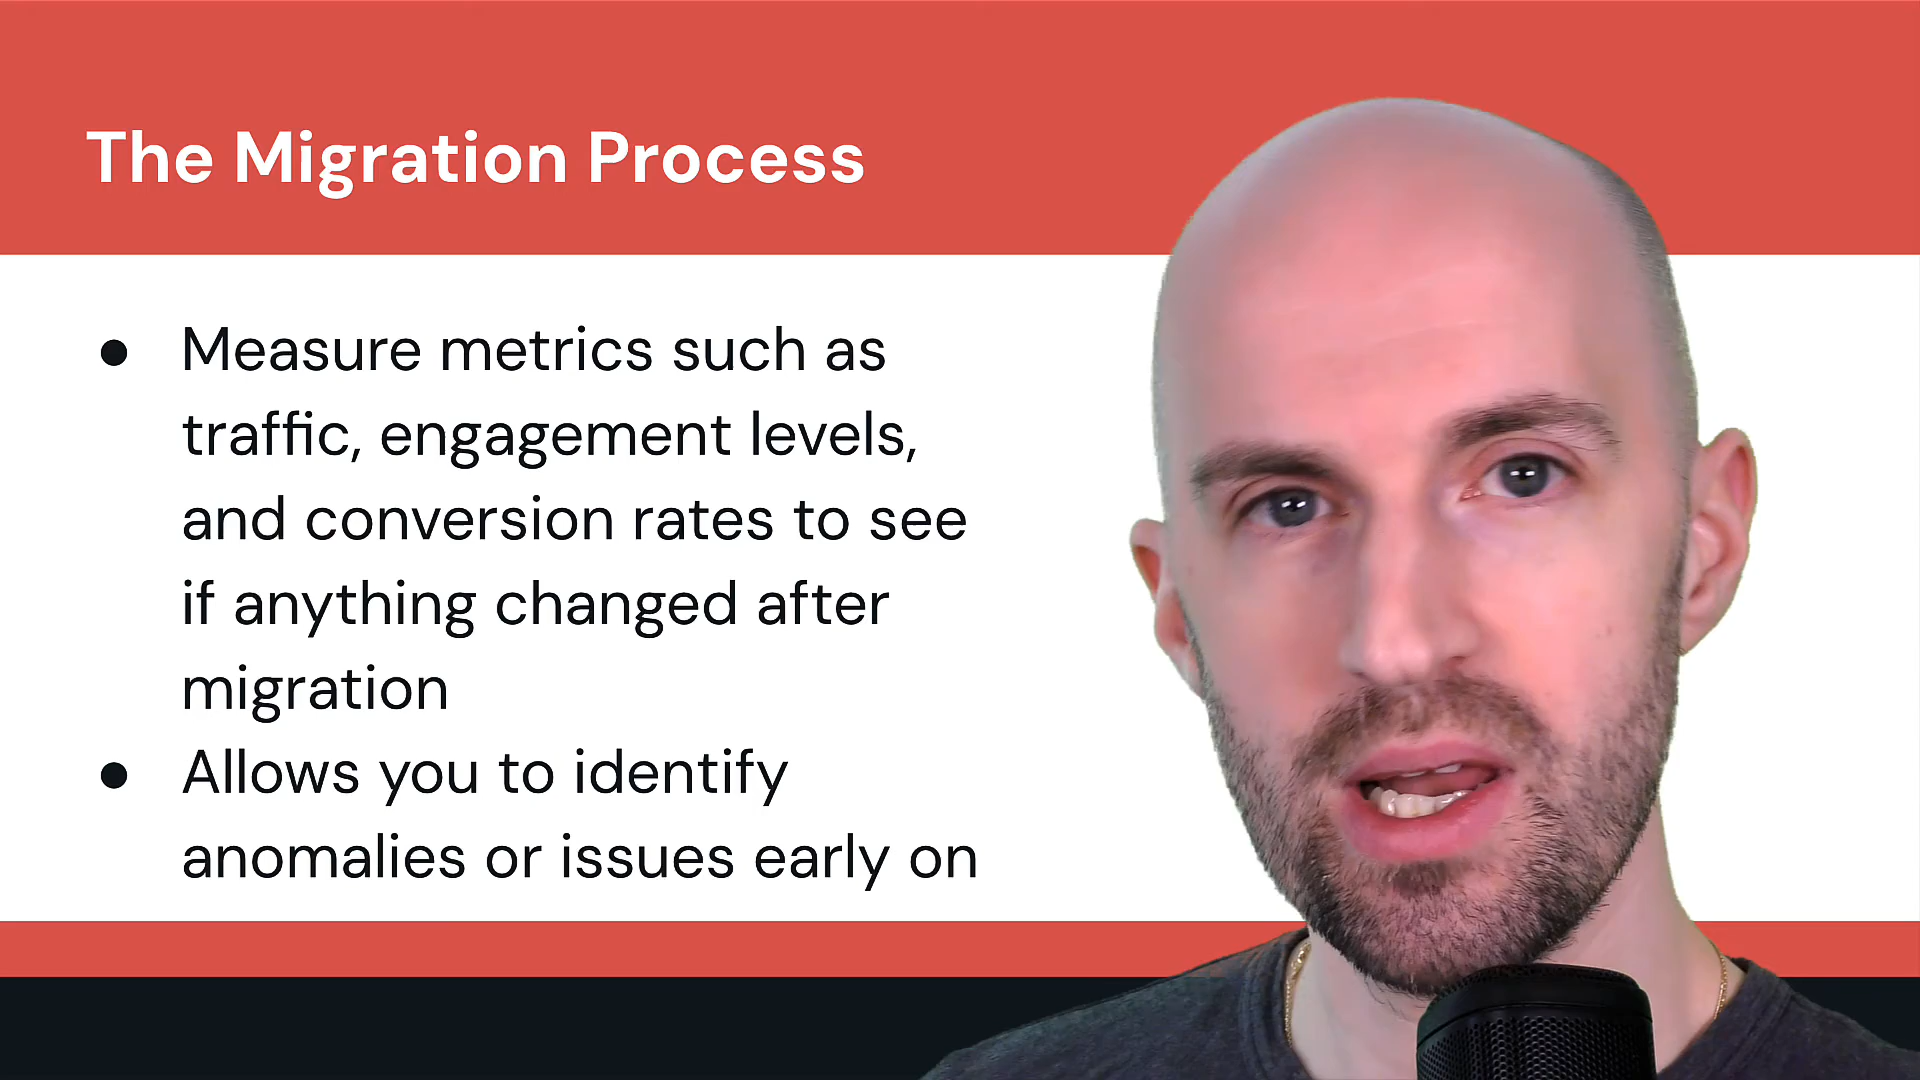 The Migration Process
● Measure metrics such as
traffic, engagement levels,
and conversion rates to see
if anything changed after
migration
● Allows you to identify
anomalies or issues early on